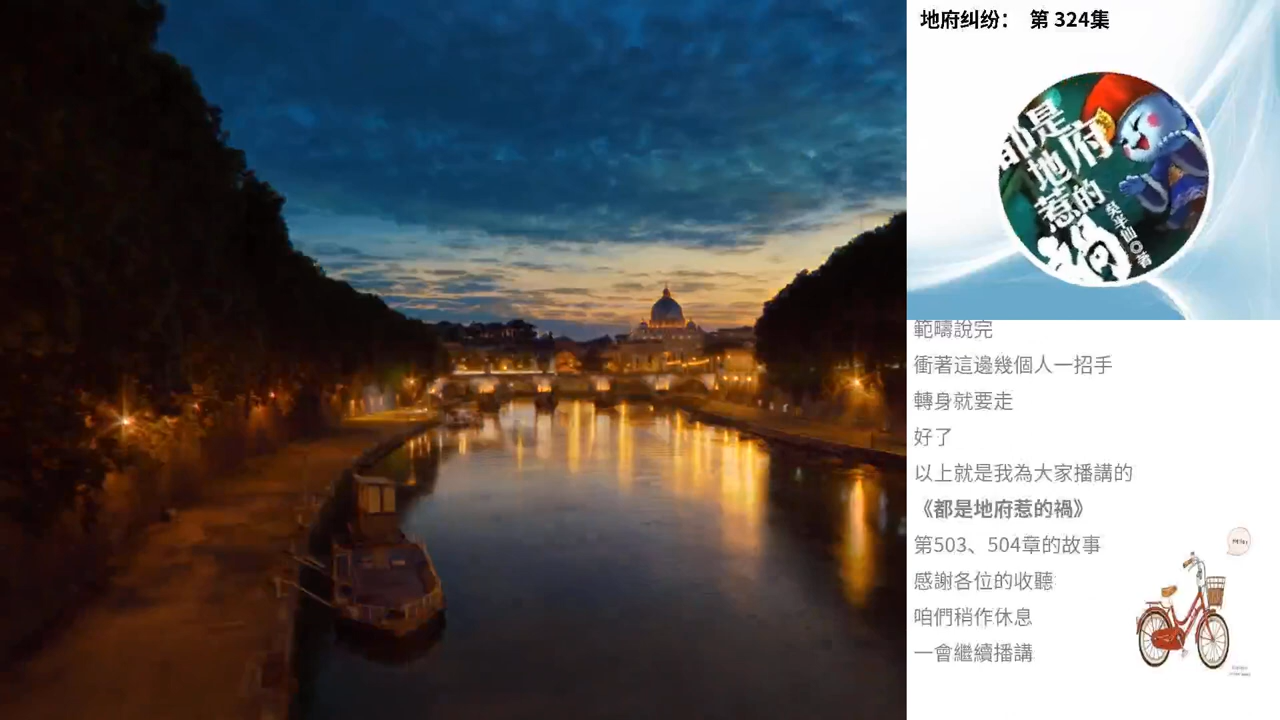 地府纠纷： 第 324集
都是
地府
惹的
禍
吳半仙◎著
範疇說完
衝著這邊幾個人一招手
轉身就要走
好了
以上就是我為大家播講的
《都是地府惹的禍》
第503、504章的故事
感謝各位的收聽
咱們稍作休息
一會繼續播講